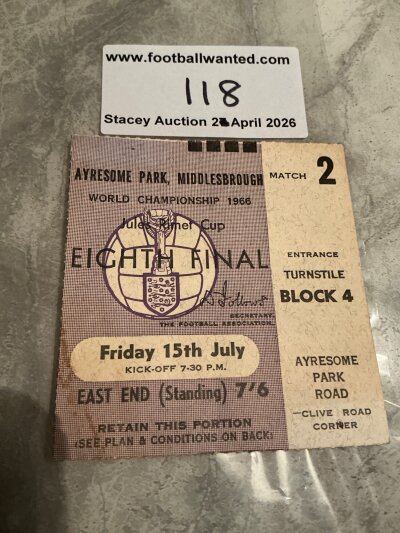 www.footballwanted.com
118
Stacey Auction 2 April 2026
AYRESOME PARK, MIDDLESBROUGH
WORLD CHAMPIONSHIP 1966
Jules Rimet Cup
EIGHTH FINAL
SECRETARY
THE FOOTBALL ASSOCIATION.
Friday 15th July
KICK-OFF 7-30 P.M.
EAST END (Standing) 7'6
RETAIN THIS PORTION
(SEE PLAN & CONDITIONS ON BACK)
MATCH 2
ENTRANCE
TURNSTILE
BLOCK 4
AYRESOME
PARK
ROAD
—CLIVE ROAD
CORNER